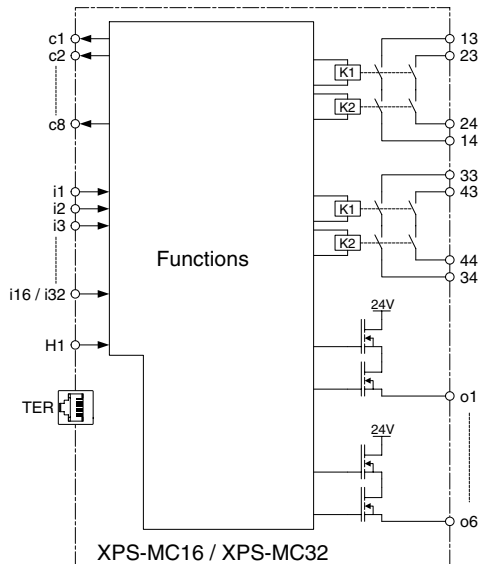 c1
c2
c8
i1
i2
i3
i16 / i32
H1
TER
Functions
K1
K2
13
23
24
14
K1
K2
33
43
44
34
24V
o1
24V
o6
XPS-MC16 / XPS-MC32